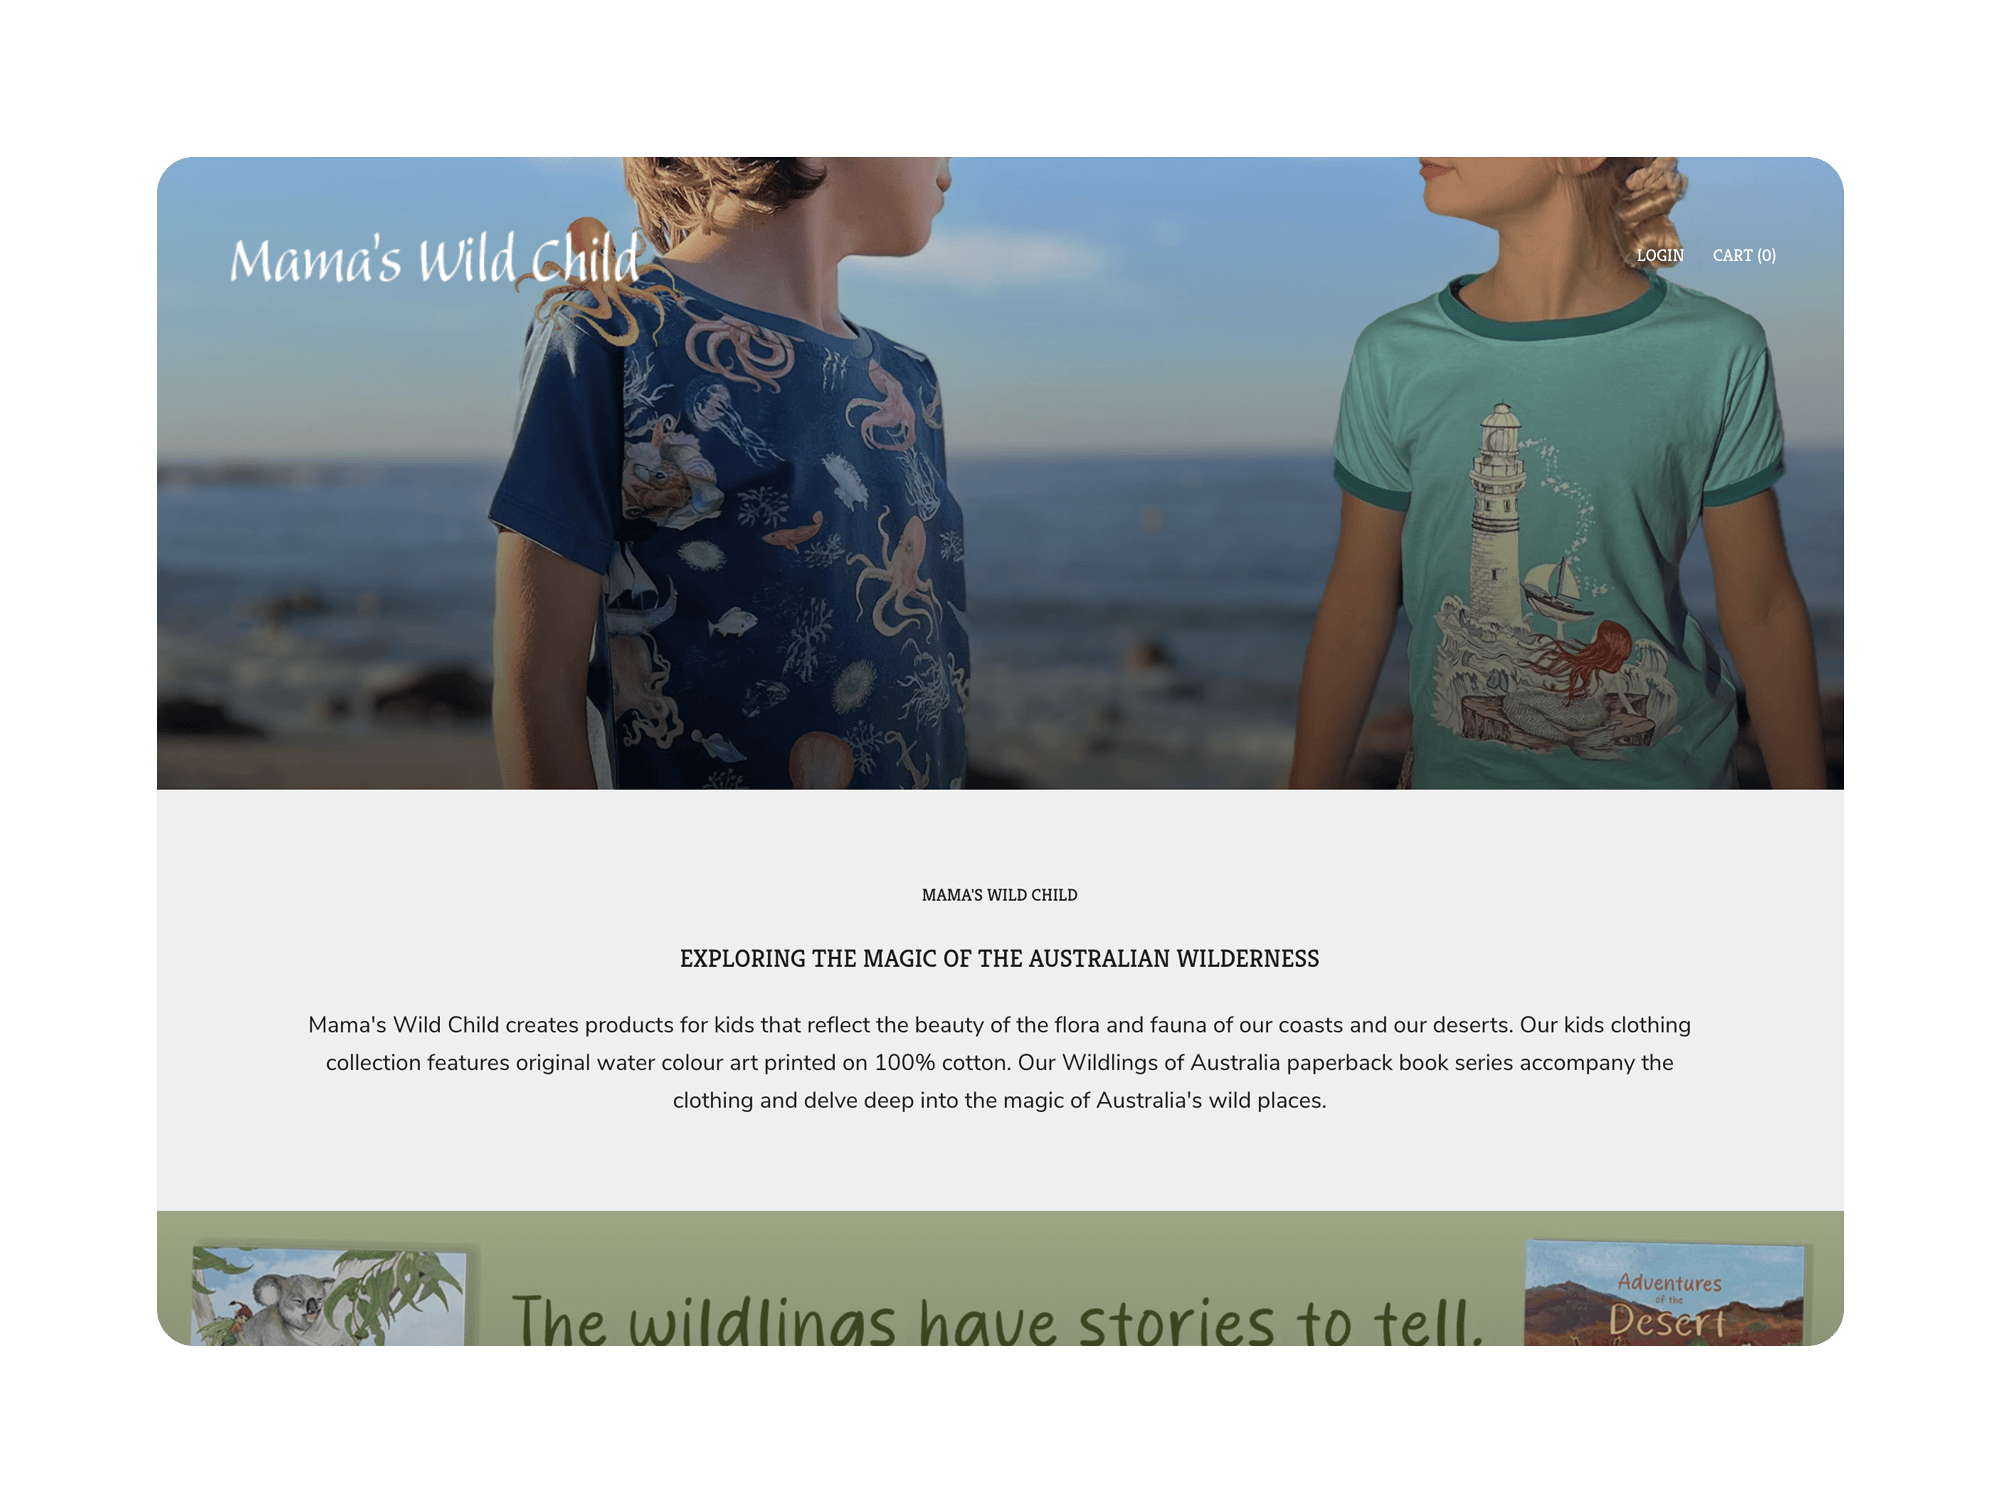 Mama's Wild Child
LOGIN CART (0)
MAMA'S WILD CHILD
EXPLORING THE MAGIC OF THE AUSTRALIAN WILDERNESS
Mama's Wild Child creates products for kids that reflect the beauty of the flora and fauna of our coasts and our deserts. Our kids clothing
collection features original water colour art printed on 100% cotton. Our Wildlings of Australia paperback book series accompany the
clothing and delve deep into the magic of Australia's wild places.
The wildlings have stories to tell.
Adventures
of the
Desert